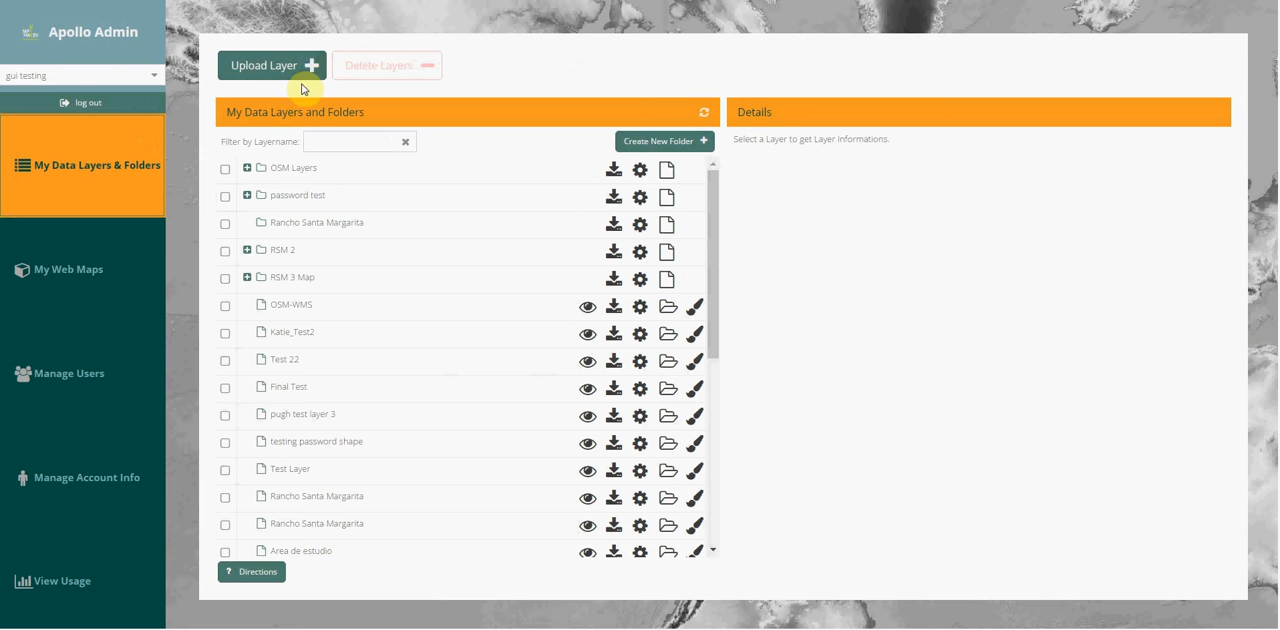 Apollo Admin
gui testing
log out
My Data Layers & Folders
My Web Maps
Manage Users
Manage Account Info
View Usage
Upload Layer
Delete Layers
My Data Layers and Folders
Filter by Layername:
Create New Folder
OSM Layers
password test
Rancho Santa Margarita
RSM 2
RSM 3 Map
OSM-WMS
Katie_Test2
Test 22
Final Test
pugh test layer 3
testing password shape
Test Layer
Rancho Santa Margarita
Rancho Santa Margarita
Area de estudio
? Directions
Details
Select a Layer to get Layer Informations.